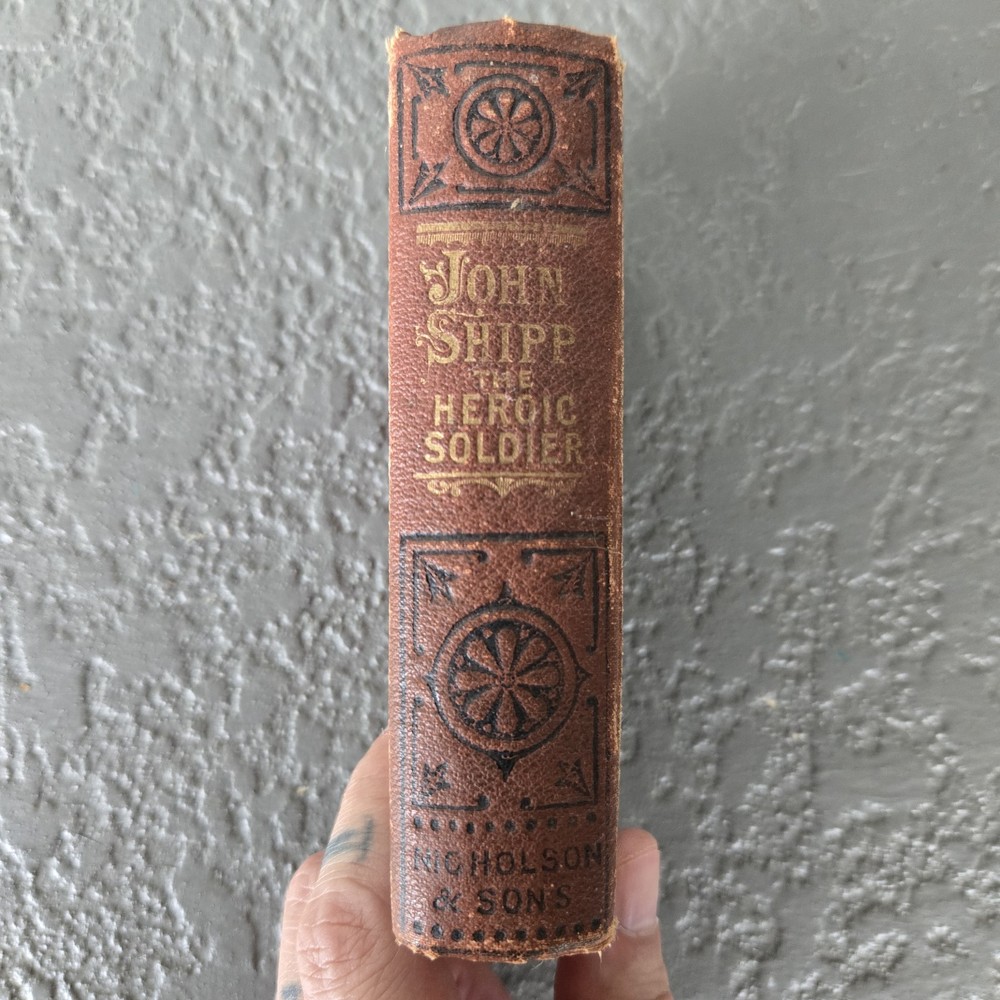 JOHN
SHIPP
THE
HEROIC
SOLDIER
NICHOLSON
& SONS